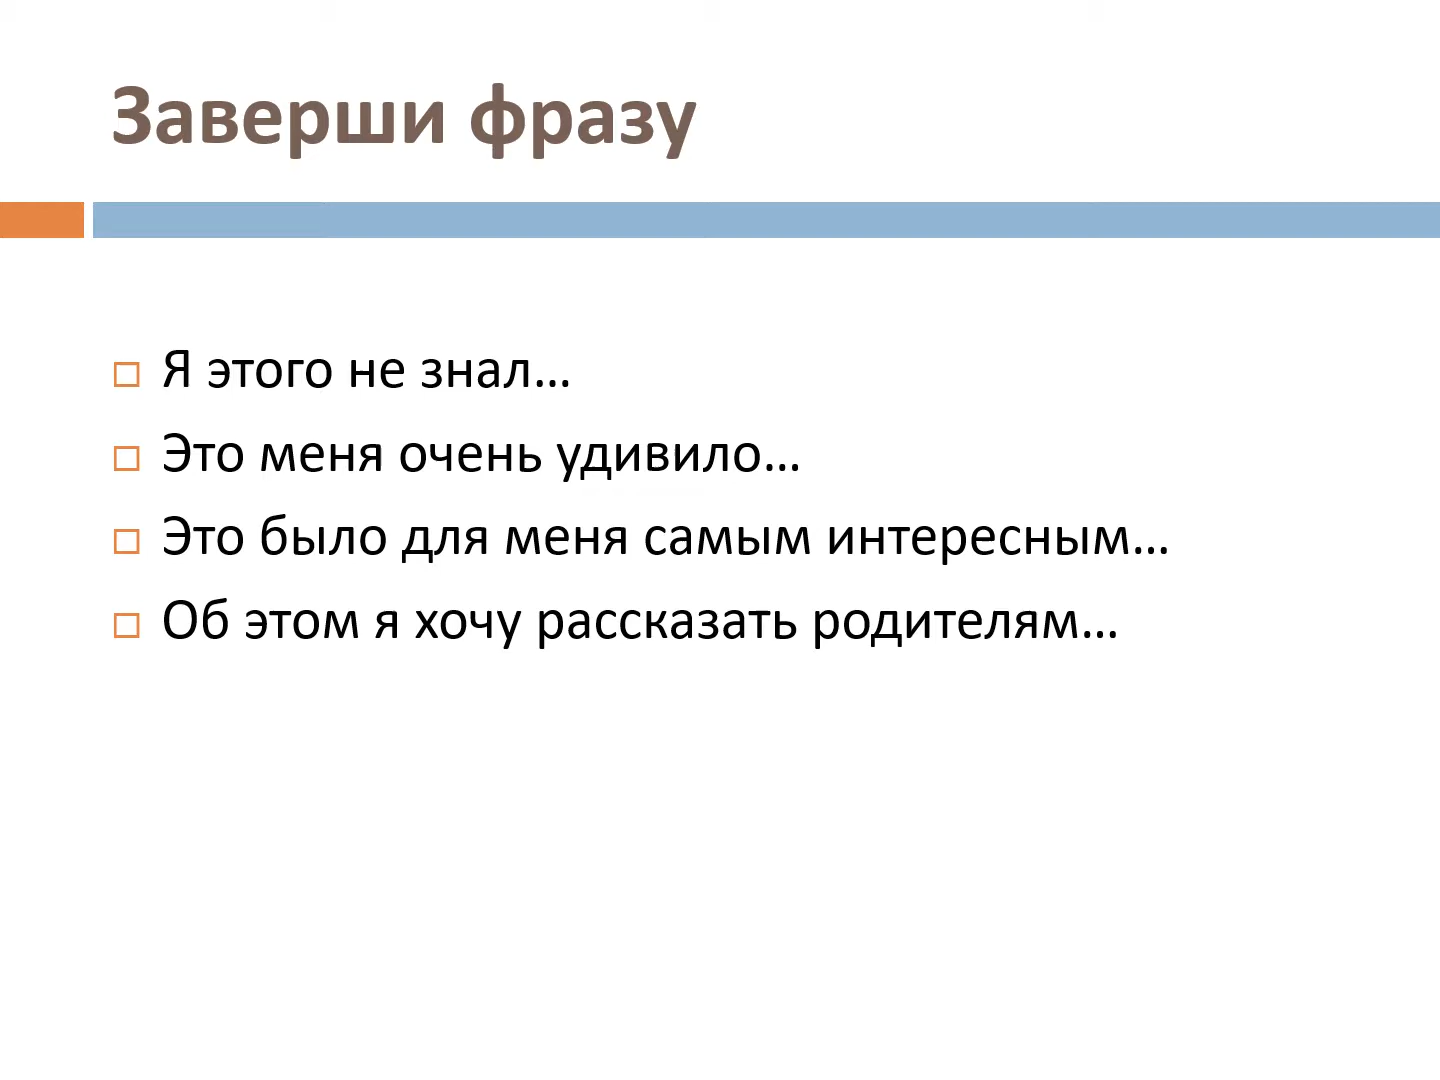 Заверши фразу
Я этого не знал…
Это меня очень удивило…
Это было для меня самым интересным…
Об этом я хочу рассказать родителям…